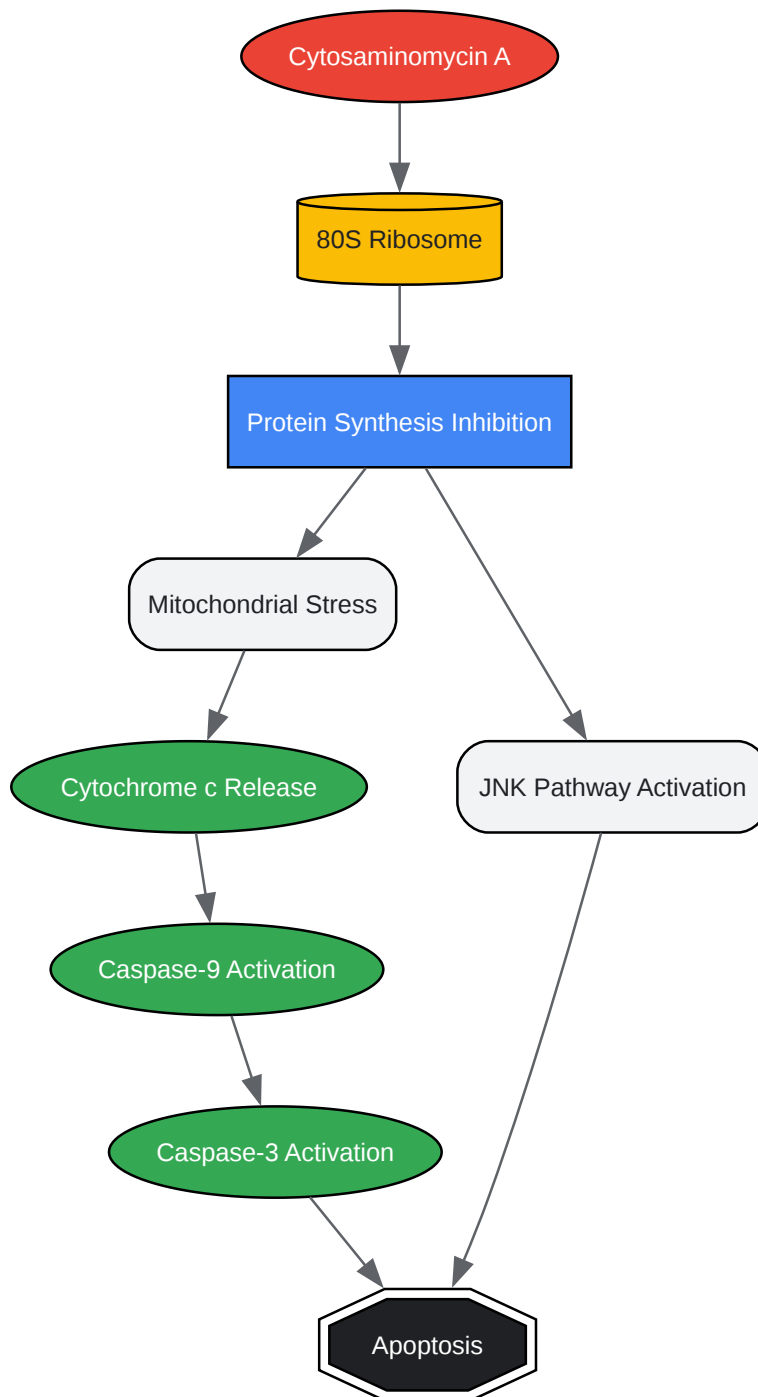 Cytosaminomycin A
80S Ribosome
Protein Synthesis Inhibition
Mitochondrial Stress
Cytochrome c Release
JNK Pathway Activation
Caspase-9 Activation
Caspase-3 Activation
Apoptosis